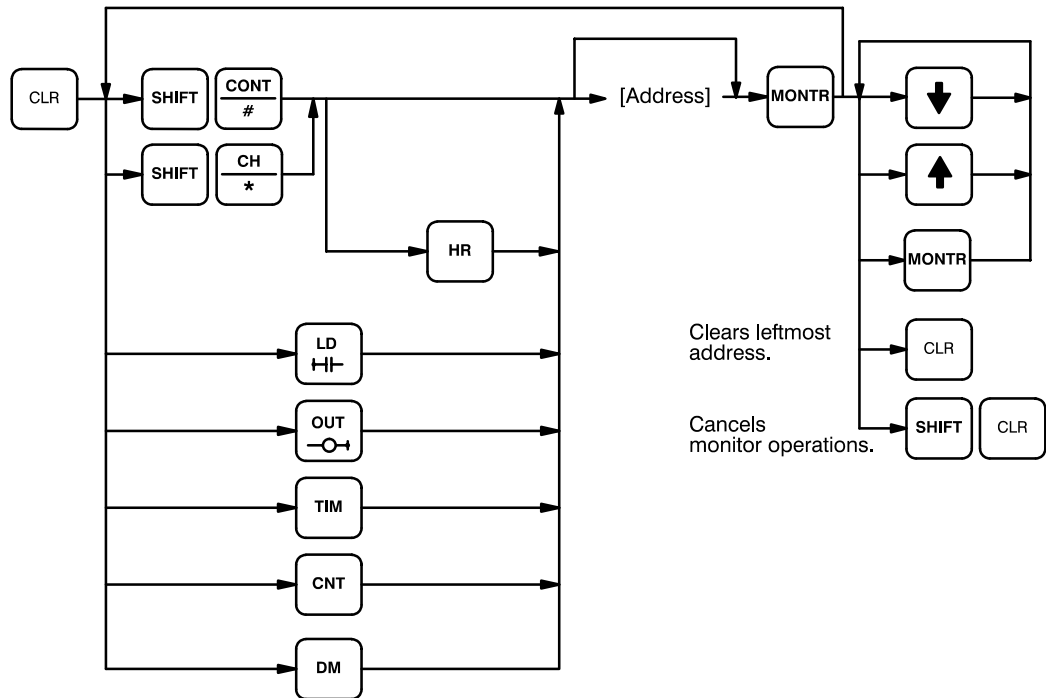 CLR
SHIFT
CONT
#
[Address]
MONTR
SHIFT
CH
*
HR
MONTR
LD
Clears leftmost
address.
CLR
OUT
Cancels
monitor operations.
SHIFT
CLR
TIM
CNT
DM